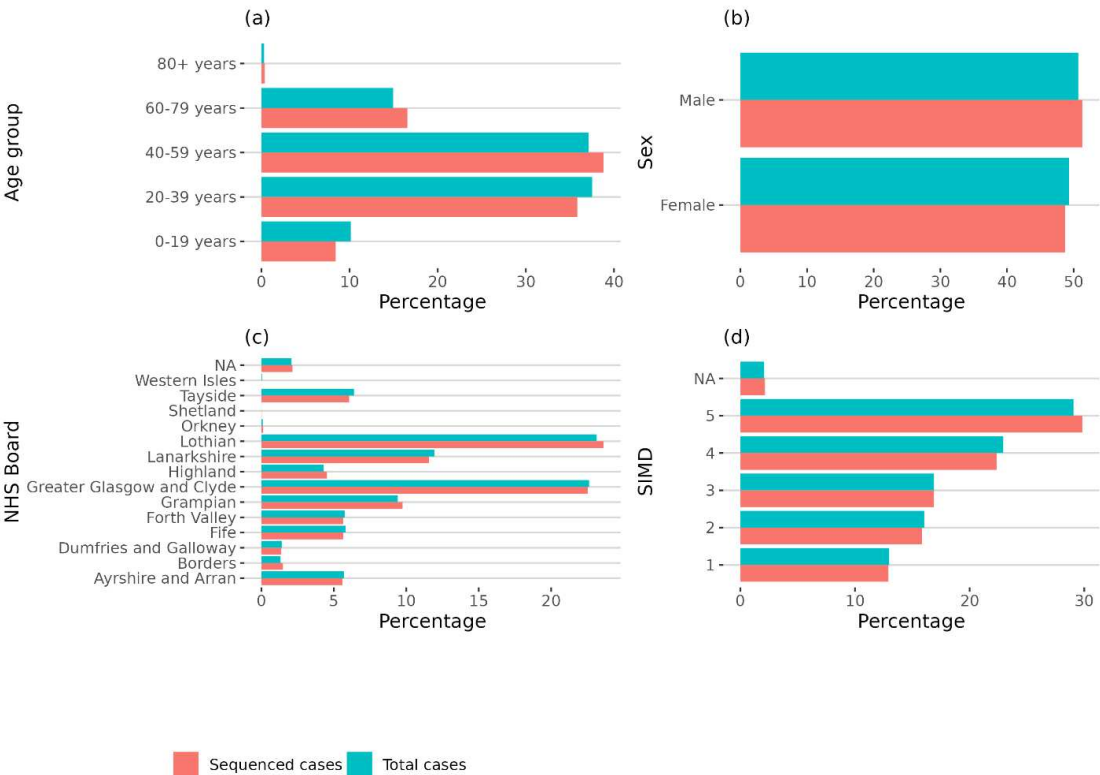 (a)
Age group
80+ years
60-79 years
40-59 years
20-39 years
0-19 years
0 10 20 30 40
Percentage
(b)
Sex
Male
Female
0 10 20 30 40 50
Percentage
(c)
NHS Board
NA
Western Isles
Tayside
Shetland
Orkney
Lothian
Lanarkshire
Highland
Greater Glasgow and Clyde
Grampian
Forth Valley
Fife
Dumfries and Galloway
Borders
Ayrshire and Arran
0 5 10 15 20
Percentage
(d)
SIMD
NA
5
4
3
2
1
0 10 20 30
Percentage
Sequenced cases Total cases